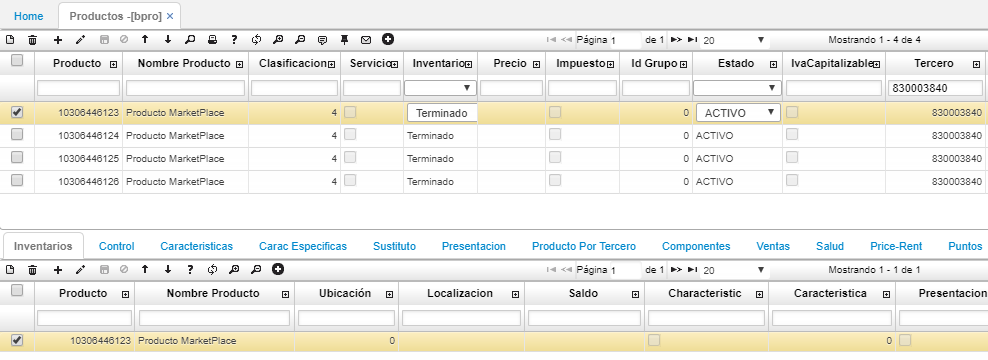 Home Productos -[bpro] ×
Página 1 de 1 20 Mostrando 1 - 4 de 4
Producto Nombre Producto Clasificacion Servicio Inventario Precio Impuesto Id Grupo Estado IvaCapitalizable Tercero
830003840
10306446123 Producto MarketPlace 4 Terminado 0 ACTIVO 830003840
10306446124 Producto MarketPlace 4 Terminado 0 ACTIVO 830003840
10306446125 Producto MarketPlace 4 Terminado 0 ACTIVO 830003840
10306446126 Producto MarketPlace 4 Terminado 0 ACTIVO 830003840
Inventarios Control Caracteristicas Carac Especificas Sustituto Presentacion Producto Por Tercero Componentes Ventas Salud Price-Rent Puntos
Página 1 de 1 20 Mostrando 1 - 1 de 1
Producto Nombre Producto Ubicación Localizacion Saldo Characteristic Caracteristica Presentacion
10306446123 Producto MarketPlace 0 0